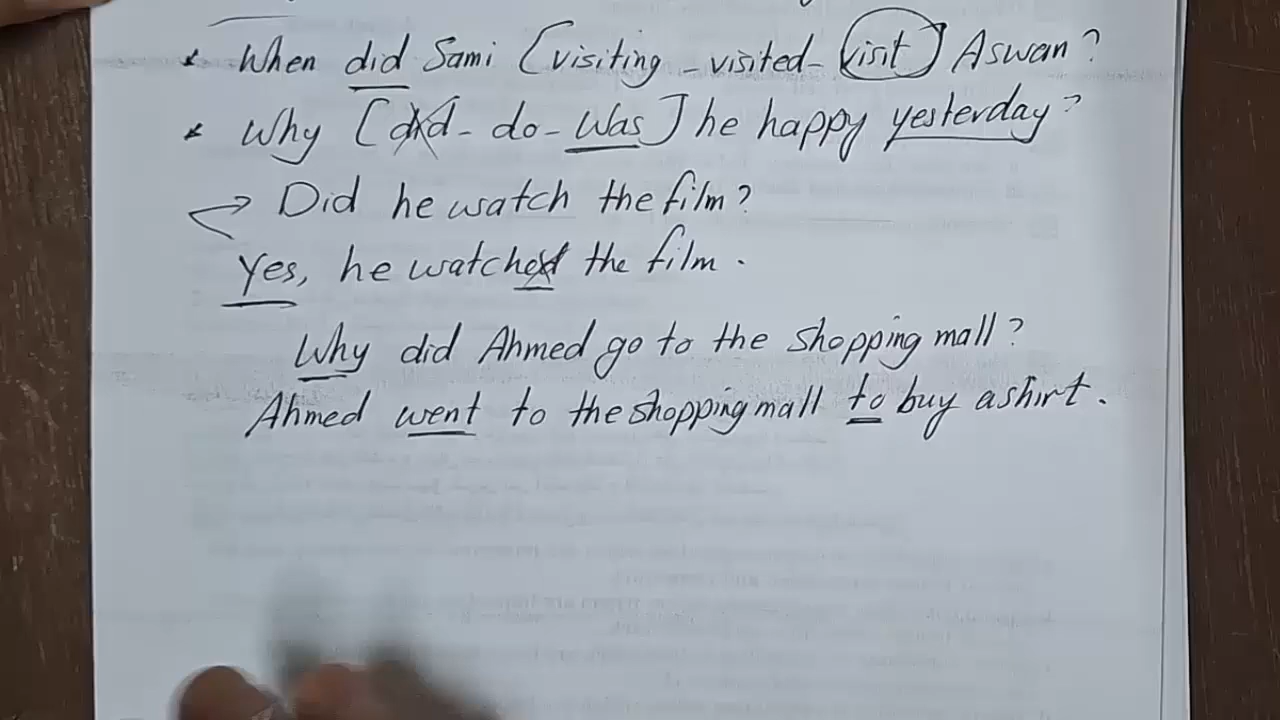 * When did Sami [visiting - visited - visit] Aswan?
* Why [did - do - was] he happy yesterday?
→ Did he watch the film?
Yes, he watched the film.
Why did Ahmed go to the shopping mall?
Ahmed went to the shopping mall to buy a shirt.